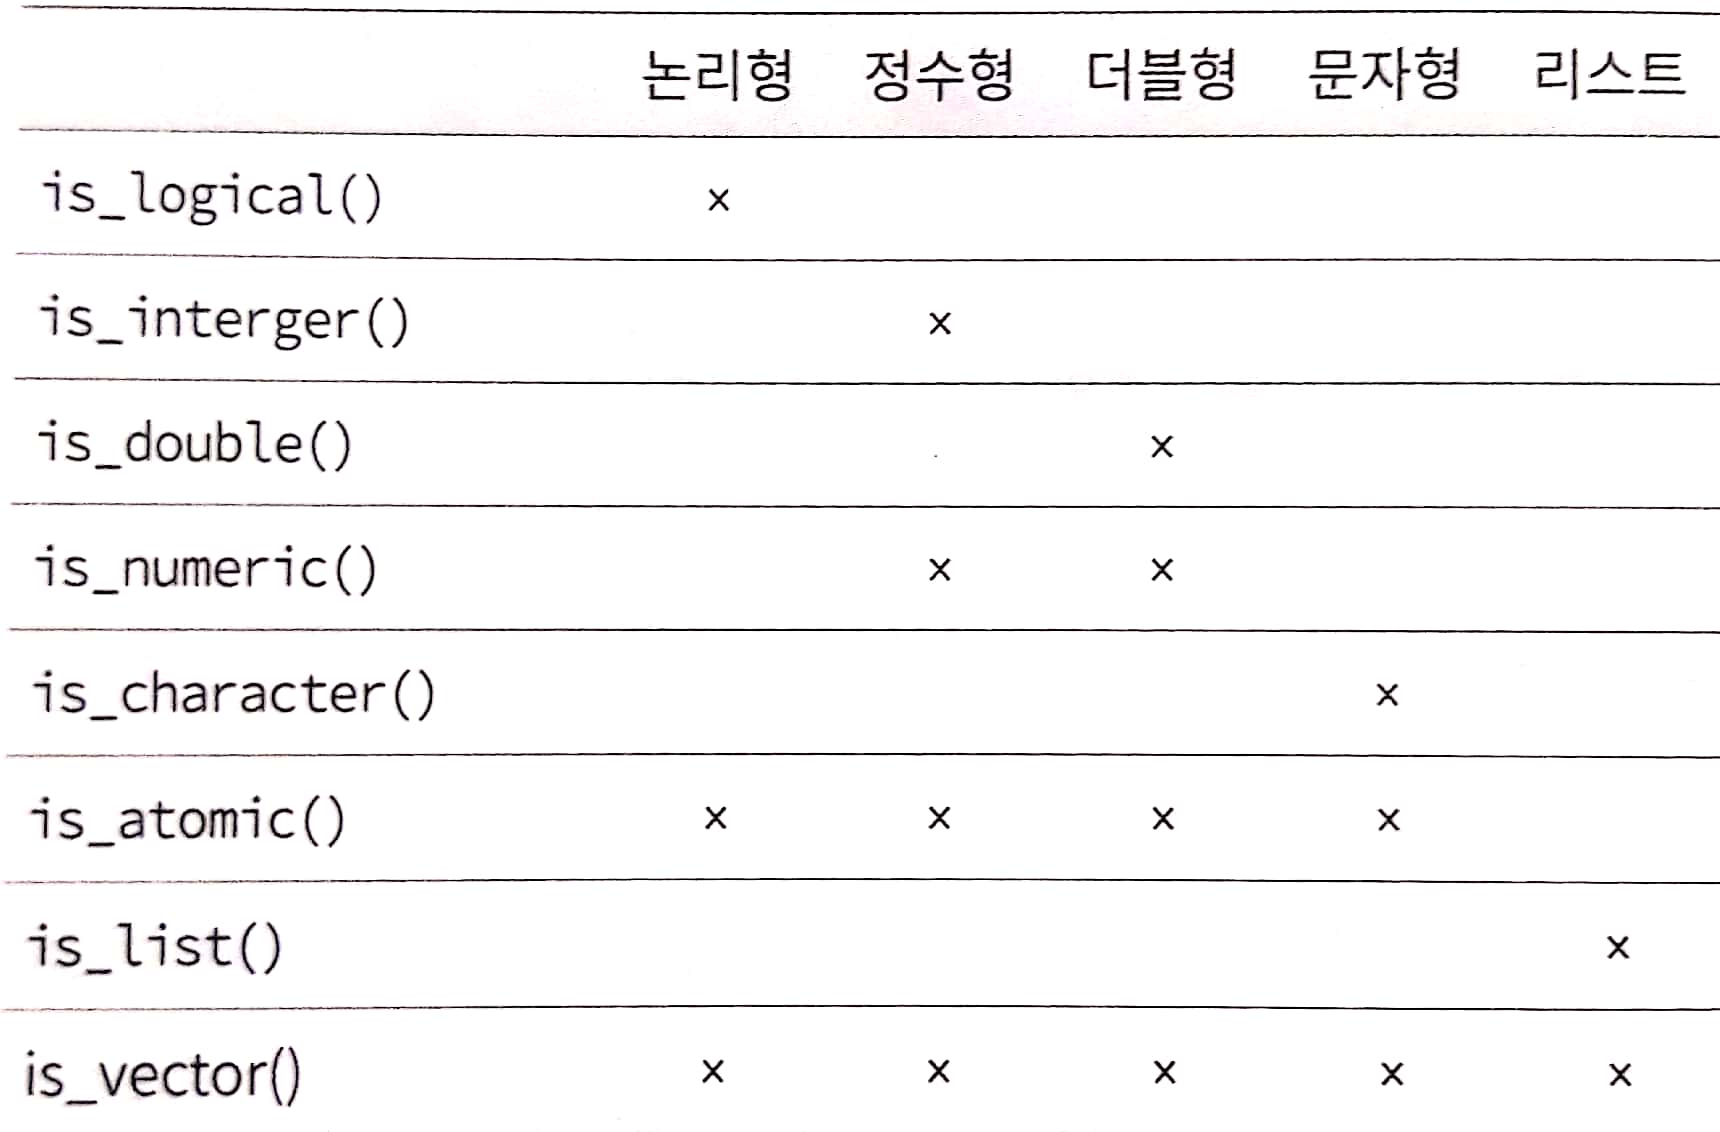 논리형 정수형 더블형 문자형 리스트
is_logical() x
is_interger() x
is_double() x
is_numeric() x x
is_character() x
is_atomic() x x x x
is_list() x
is_vector() x x x x x